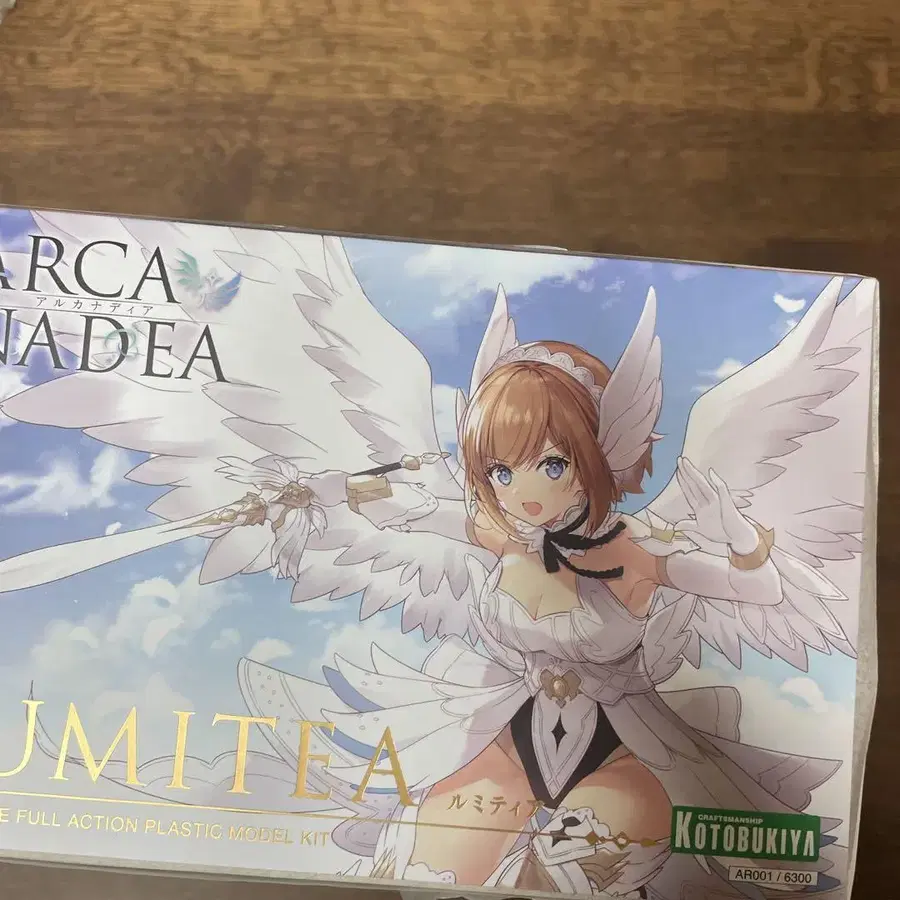 ARCA
アルカナディア
NADEA
UMITEA
ルミティア
E FULL ACTION PLASTIC MODEL KIT
CRAFTSMANSHIP
KOTOBUKIYA
AR001 / 6300